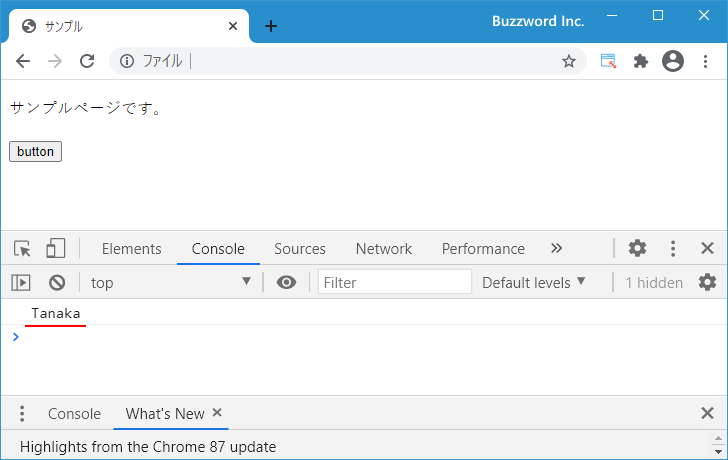 サンプル
Buzzword Inc.
ファイル
サンプルページです。
button
Elements Console Sources Network Performance
top Filter Default levels 1 hidden
Tanaka
Console What's New
Highlights from the Chrome 87 update